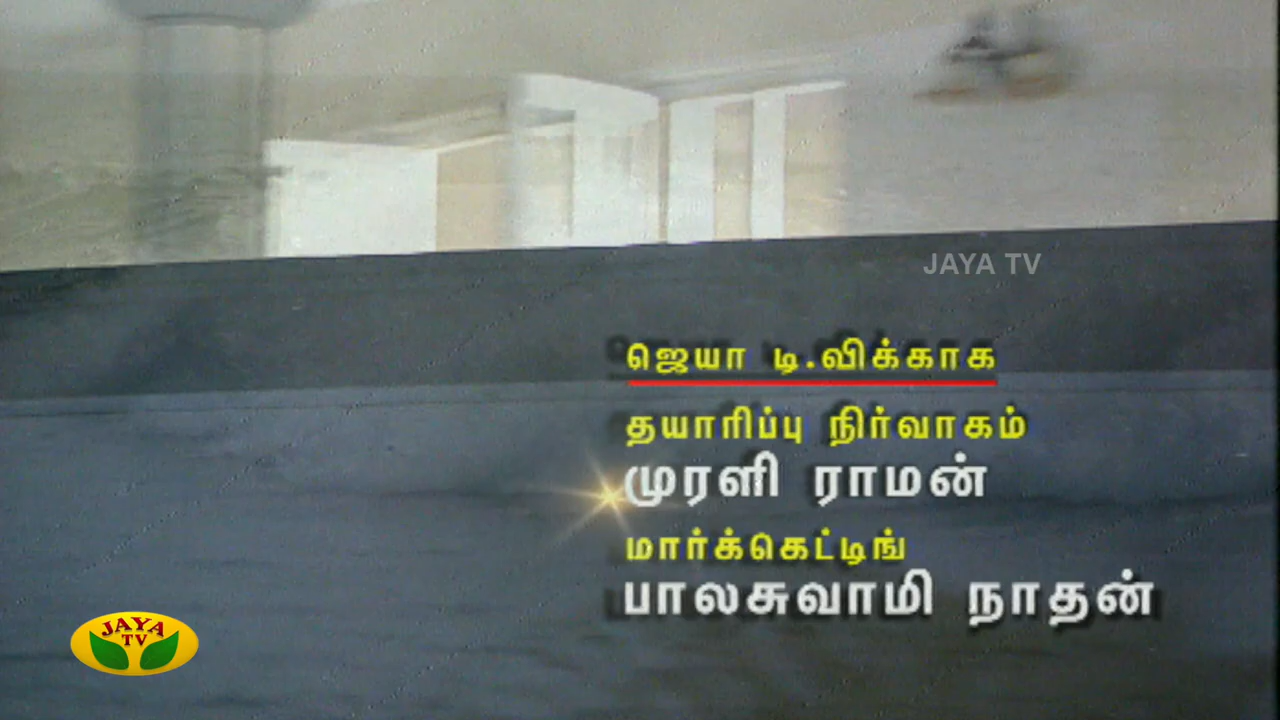 JAYA TV
ஜெயா டி.விக்காக
தயாரிப்பு நிர்வாகம்
முரளி ராமன்
மார்க்கெட்டிங்
பாலசுவாமி நாதன்
JAYA
TV